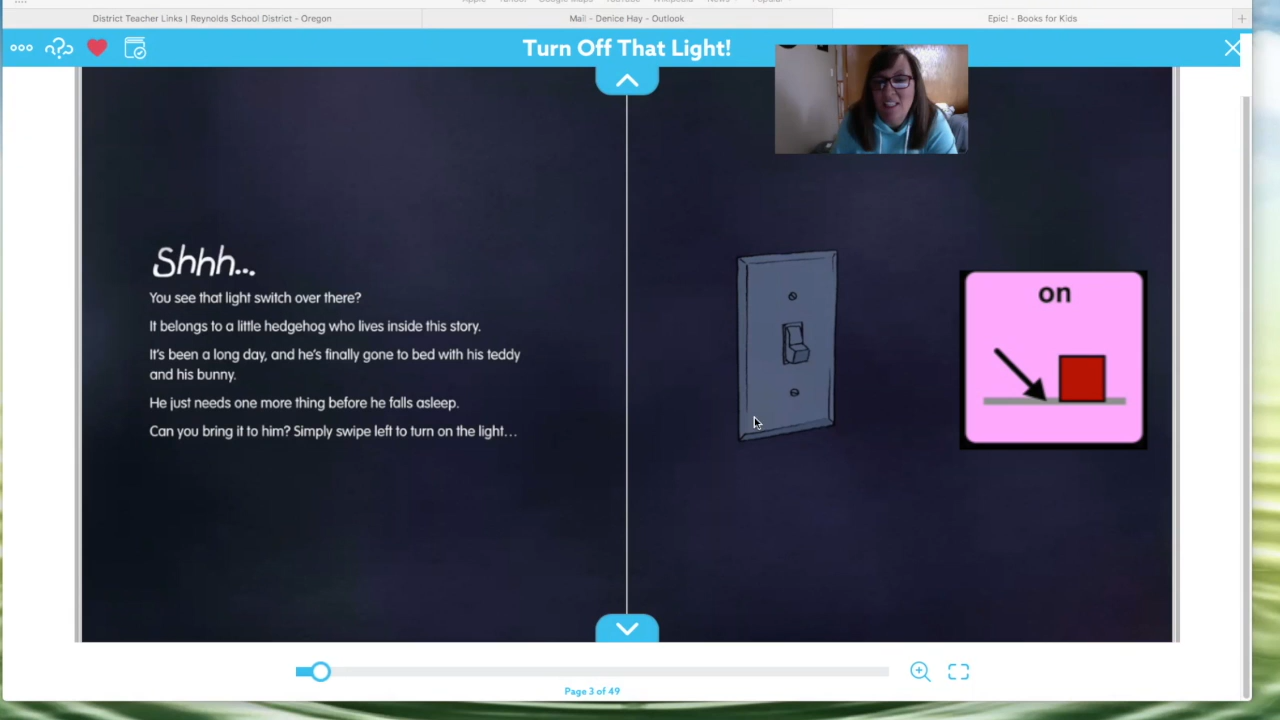 District Teacher Links | Reynolds School District - Oregon
Mail - Denice Hay - Outlook
Epic! - Books for Kids
Turn Off That Light!
Shhh...
You see that light switch over there?
It belongs to a little hedgehog who lives inside this story.
It's been a long day, and he's finally gone to bed with his teddy
and his bunny.
He just needs one more thing before he falls asleep.
Can you bring it to him? Simply swipe left to turn on the light...
on
Page 3 of 49